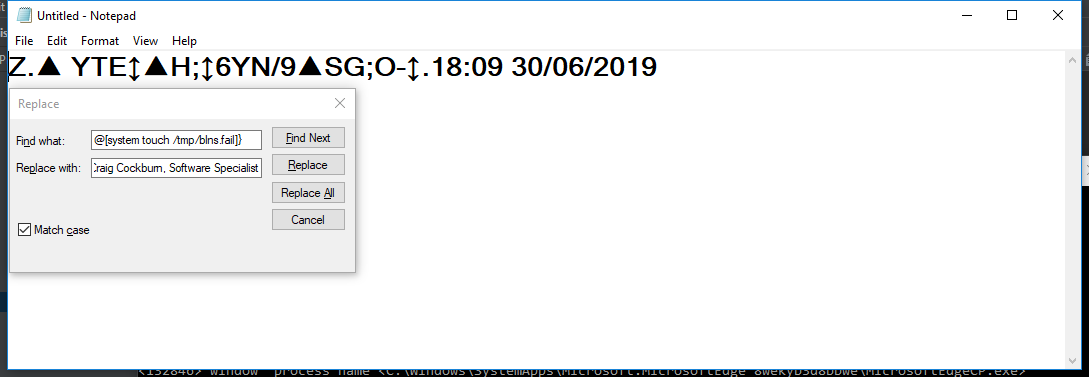 Untitled - Notepad
File Edit Format View Help
Z.▲ YTE↕▲H;↕6YN/9▲SG;O-↕.18:09 30/06/2019
Replace
Find what: @[system touch /tmp/blns.fail]} Find Next
Replace with: Craig Cockburn, Software Specialist Replace
Replace All
Cancel
Match case
<132846> window process name <C:\Windows\SystemApps\Microsoft.MicrosoftEdge_8wekyb3d8bbwe\MicrosoftEdgeCP.exe>